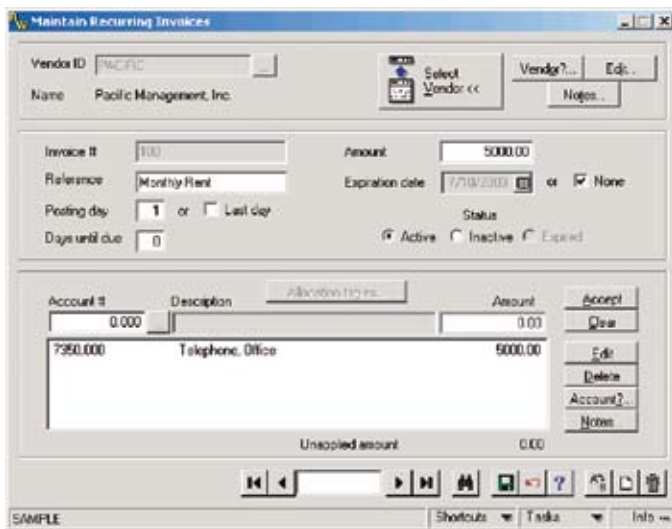 Maintain Recurring Invoices
Vendor ID PACIFIC ... Select Vendor << Vendor?... Edit...
Name Pacific Management, Inc. Notes...
Invoice # 100 Amount 5000.00
Reference Monthly Rent Expiration date or None
Posting day 1 or Last day Status
Days until due 0 Active Inactive Expired
Account # Description Amount Accept
0.000 0.00 Clear
7350.000 Telephone, Office 5000.00 Edit
Delete
Account?...
Notes
Unapplied amount 0.00
SAMPLE Shortcuts Tasks Info